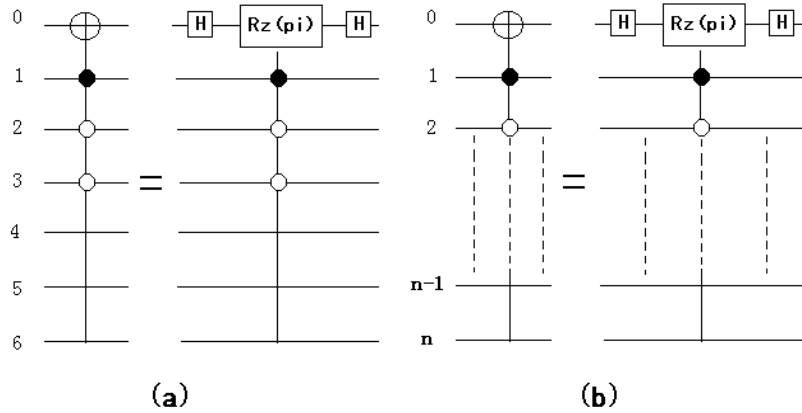 0 H Rz(pi) H 0 H Rz(pi) H
1 1
2 2
3 = =
4
5 n-1
6 n
(a) (b)